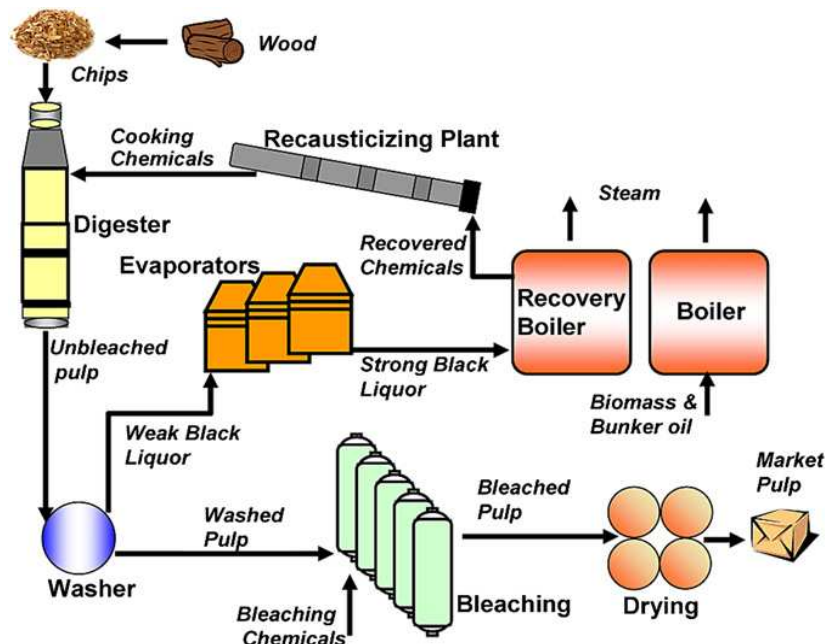 Wood
Chips
Cooking
Chemicals
Recausticizing Plant
Steam
Digester
Evaporators
Recovered
Chemicals
Recovery
Boiler
Boiler
Unbleached
pulp
Strong Black
Liquor
Biomass &
Bunker oil
Weak Black
Liquor
Market
Pulp
Washed
Pulp
Bleached
Pulp
Washer
Bleaching
Chemicals
Bleaching
Drying